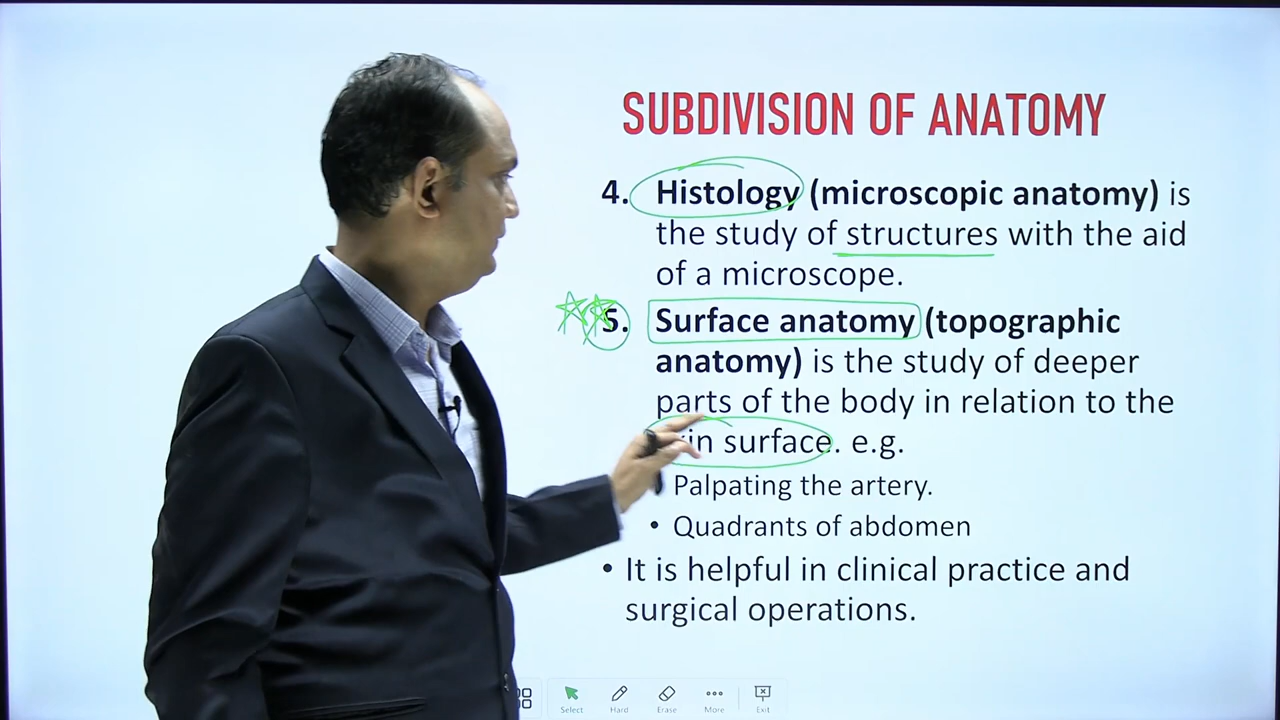 SUBDIVISION OF ANATOMY
4. Histology (microscopic anatomy) is
the study of structures with the aid
of a microscope.
5. Surface anatomy (topographic
anatomy) is the study of deeper
parts of the body in relation to the
surface. e.g.
Palpating the artery.
• Quadrants of abdomen
• It is helpful in clinical practice and
surgical operations.
Select Hard Erase More Exit